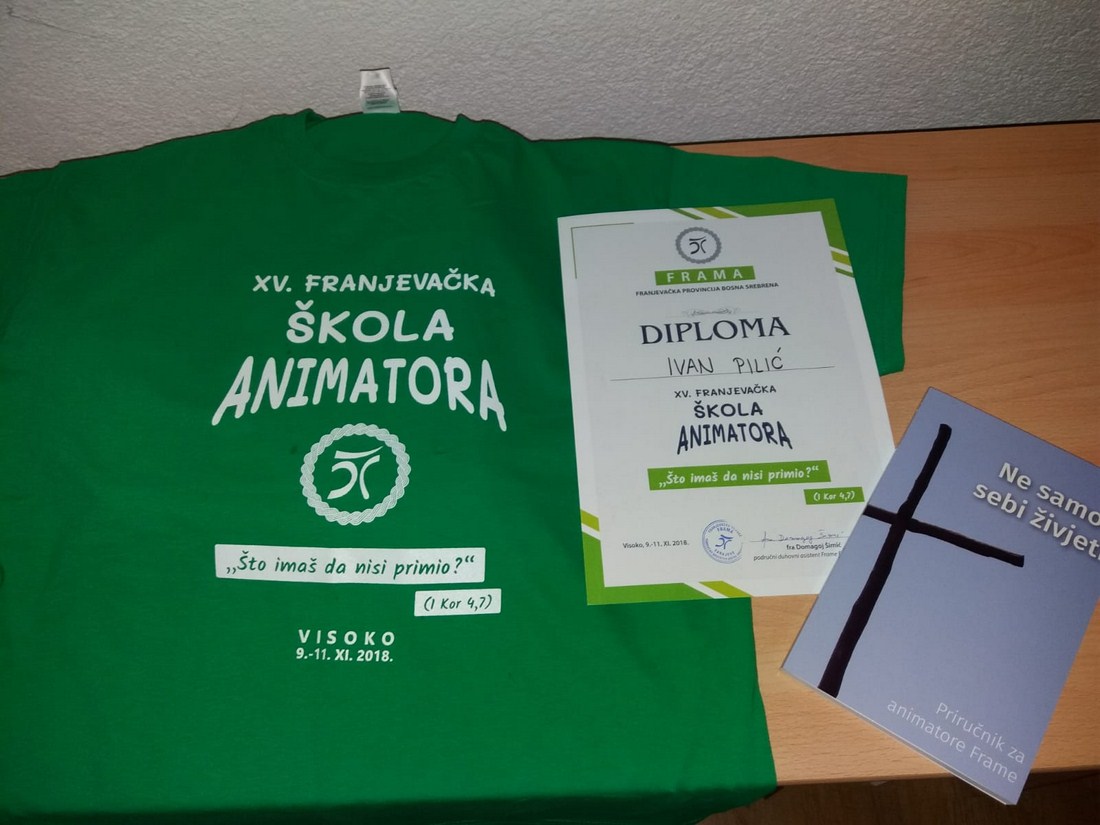 XV. FRANJEVAČKA
ŠKOLA
ANIMATORA
„Što imaš da nisi primio?“
(1 Kor 4,7)
VISOKO
9.-11. XI. 2018.
FRAMA
FRANJEVAČKA PROVINCIJA BOSNA SREBRENA
DIPLOMA
IVAN PILIĆ
XV. FRANJEVAČKA
ŠKOLA
ANIMATORA
„Što imaš da nisi primio?“
(1 Kor 4,7)
Visoko, 9.-11. XI. 2018.
fra Domagoj Šimić
područni duhovni asistent Frame
Ne samo
sebi živjeti
Priručnik za
animatore Frame